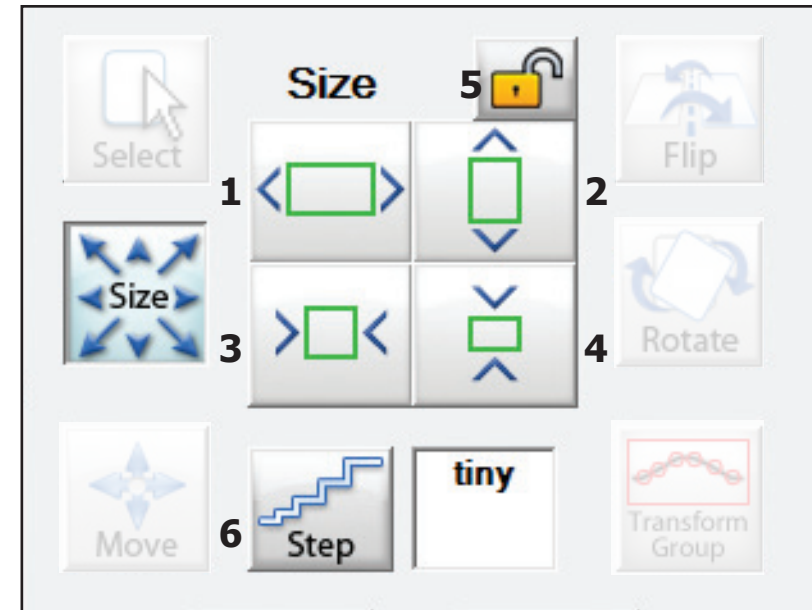 Size
5
Select
Flip
1
2
Size
3
4
Rotate
Move
6
Step
tiny
Transform
Group